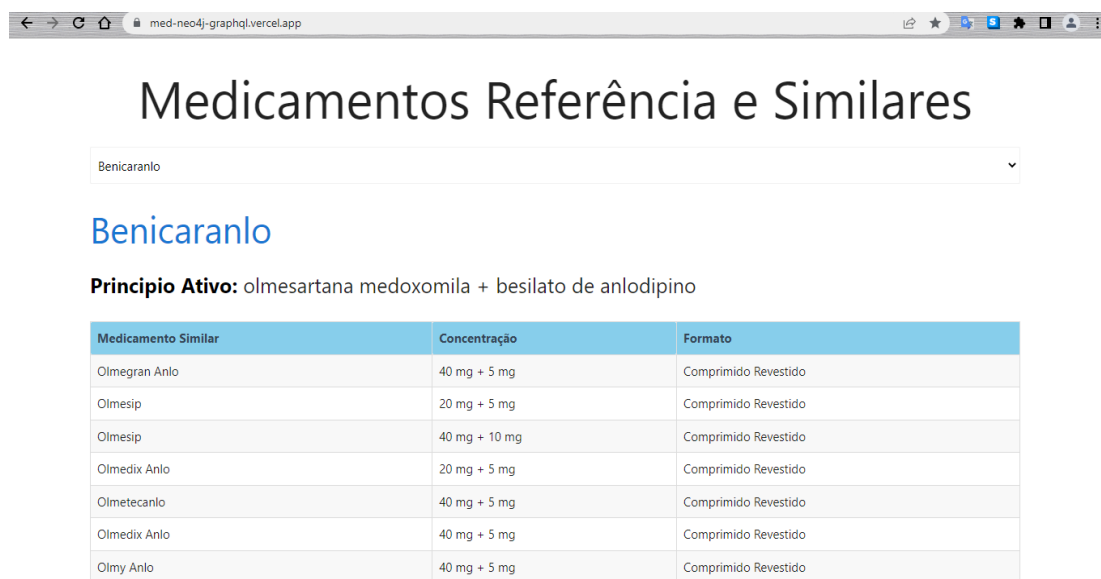 med-neo4j-graphql.vercel.app
Medicamentos Referência e Similares
Benicaranlo
Benicaranlo
Principio Ativo: olmesartana medoxomila + besilato de anlodipino
Medicamento Similar Concentração Formato
Olmegran Anlo 40 mg + 5 mg Comprimido Revestido
Olmesip 20 mg + 5 mg Comprimido Revestido
Olmesip 40 mg + 10 mg Comprimido Revestido
Olmedix Anlo 20 mg + 5 mg Comprimido Revestido
Olmetecanlo 40 mg + 5 mg Comprimido Revestido
Olmedix Anlo 40 mg + 5 mg Comprimido Revestido
Olmy Anlo 40 mg + 5 mg Comprimido Revestido